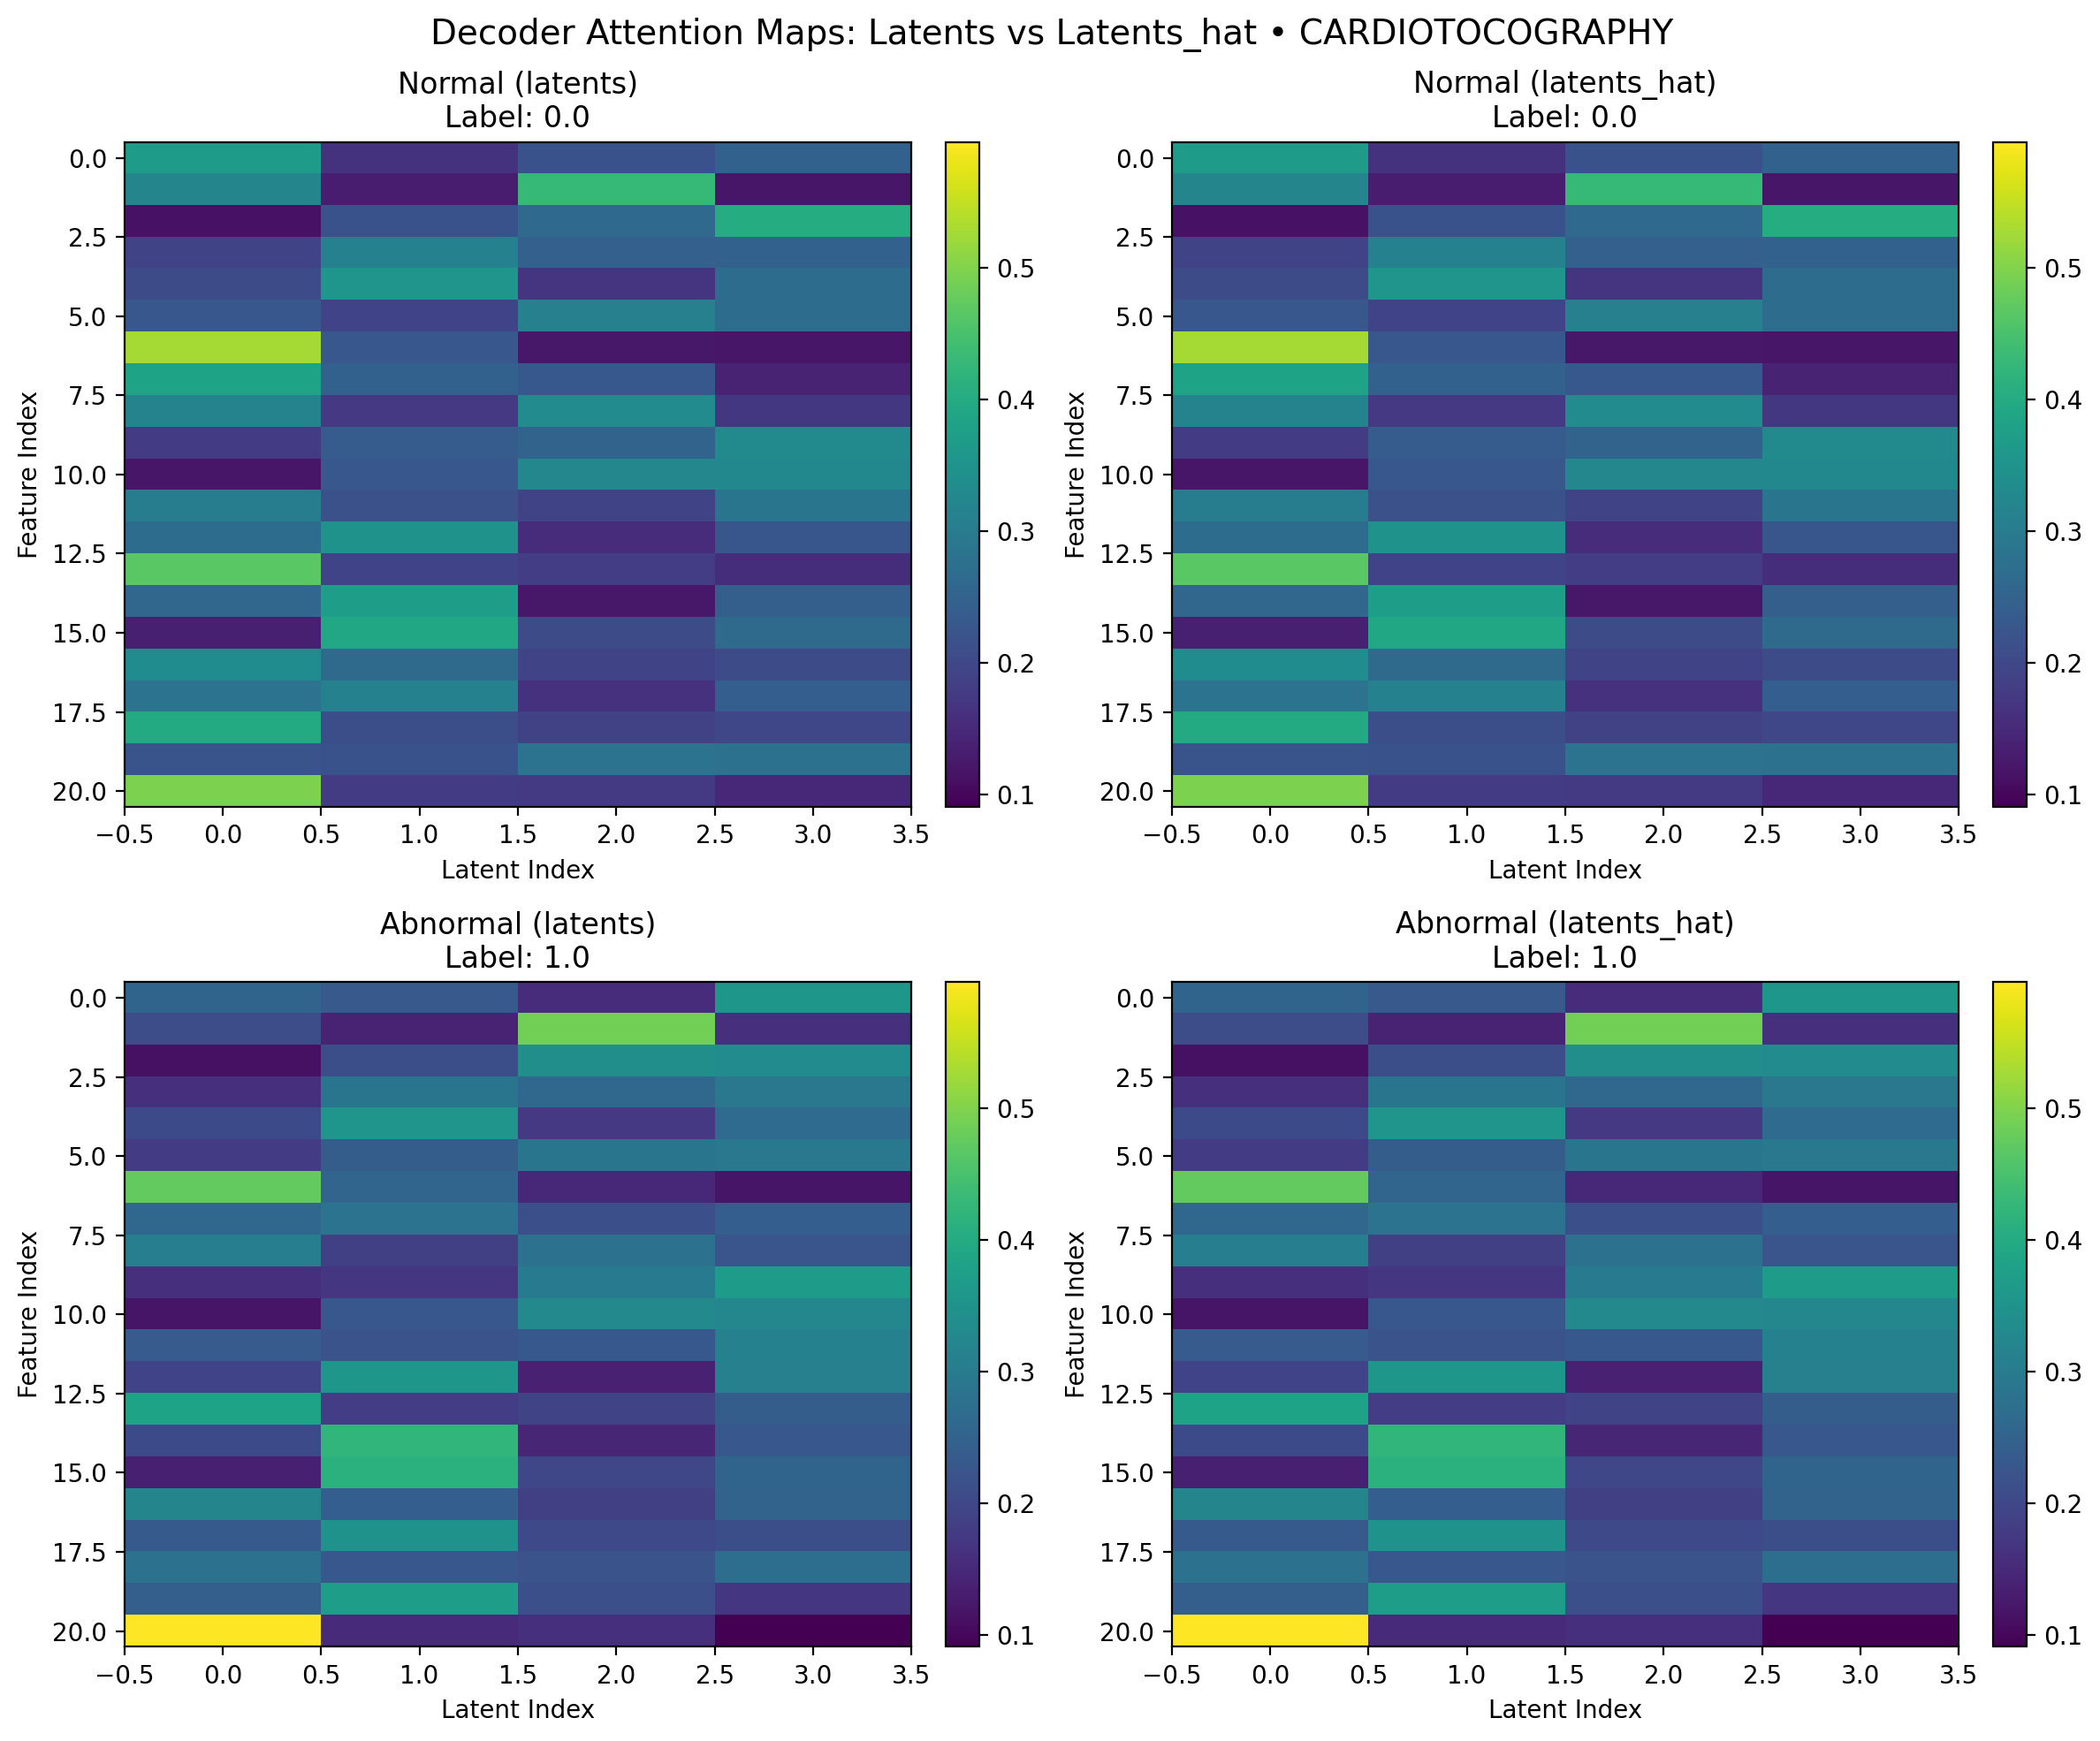 Decoder Attention Maps: Latents vs Latents_hat • CARDIOTOCOGRAPHY
Normal (latents)
Label: 0.0
0.0
2.5
5.0
7.5
10.0
12.5
15.0
17.5
20.0
Feature Index
−0.5 0.0 0.5 1.0 1.5 2.0 2.5 3.0 3.5
Latent Index
0.5
0.4
0.3
0.2
0.1
Normal (latents_hat)
Label: 0.0
0.0
2.5
5.0
7.5
10.0
12.5
15.0
17.5
20.0
Feature Index
−0.5 0.0 0.5 1.0 1.5 2.0 2.5 3.0 3.5
Latent Index
0.5
0.4
0.3
0.2
0.1
Abnormal (latents)
Label: 1.0
0.0
2.5
5.0
7.5
10.0
12.5
15.0
17.5
20.0
Feature Index
−0.5 0.0 0.5 1.0 1.5 2.0 2.5 3.0 3.5
Latent Index
0.5
0.4
0.3
0.2
0.1
Abnormal (latents_hat)
Label: 1.0
0.0
2.5
5.0
7.5
10.0
12.5
15.0
17.5
20.0
Feature Index
−0.5 0.0 0.5 1.0 1.5 2.0 2.5 3.0 3.5
Latent Index
0.5
0.4
0.3
0.2
0.1